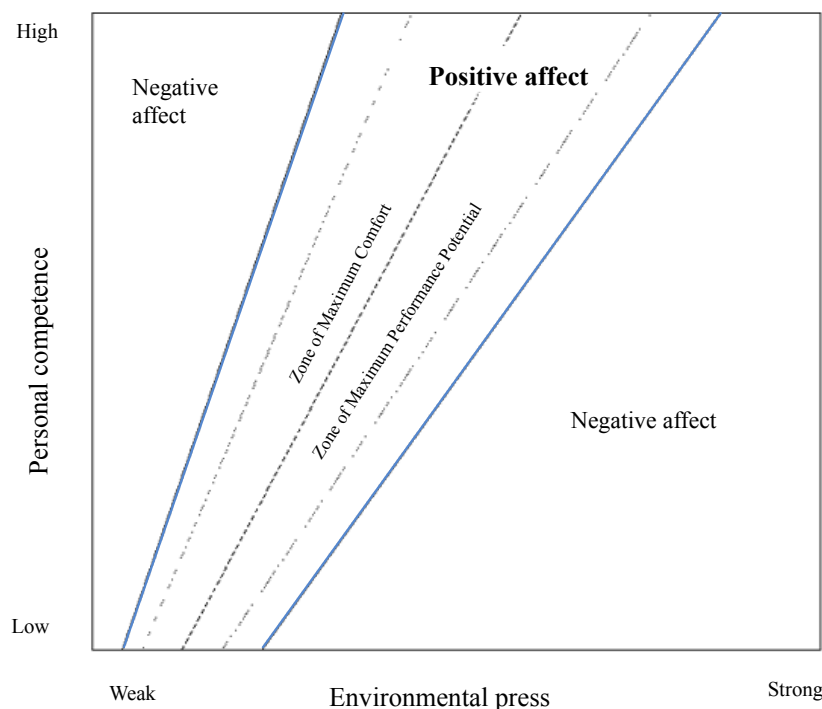 High
Negative
affect
Positive affect
Zone of Maximum Comfort
Zone of Maximum Performance Potential
Personal competence
Negative affect
Low
Weak
Environmental press
Strong